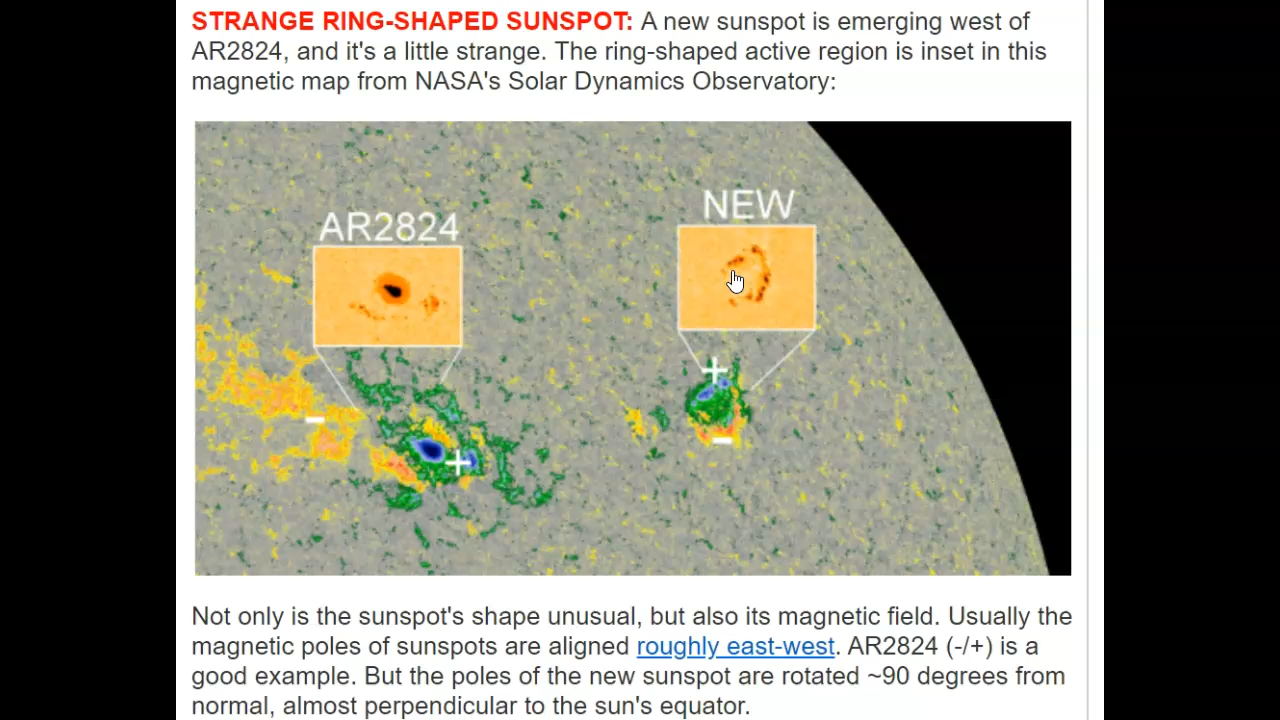 STRANGE RING-SHAPED SUNSPOT: A new sunspot is emerging west of
AR2824, and it's a little strange. The ring-shaped active region is inset in this
magnetic map from NASA's Solar Dynamics Observatory:
NEW
AR2824
+
-
+
-
Not only is the sunspot's shape unusual, but also its magnetic field. Usually the
magnetic poles of sunspots are aligned roughly east-west. AR2824 (-/+) is a
good example. But the poles of the new sunspot are rotated ~90 degrees from
normal, almost perpendicular to the sun's equator.